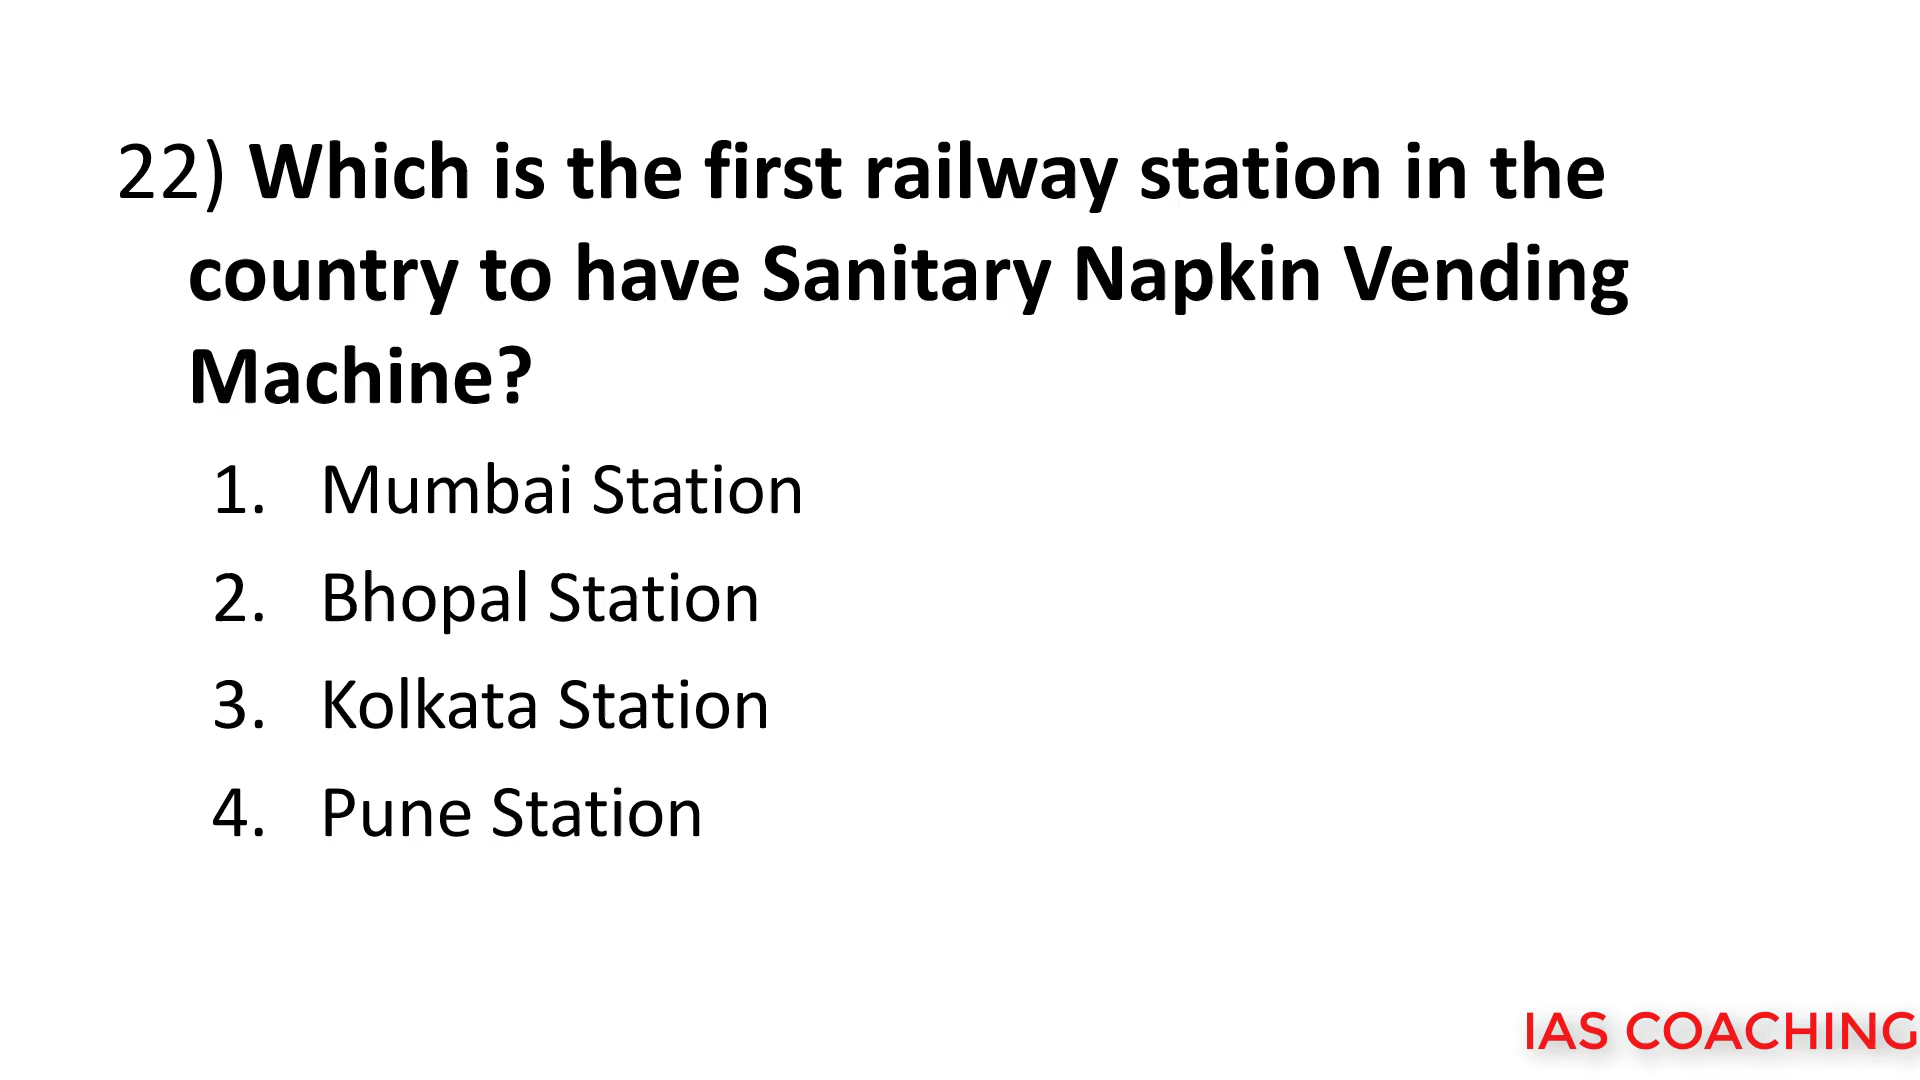 22) Which is the first railway station in the
country to have Sanitary Napkin Vending
Machine?
1. Mumbai Station
2. Bhopal Station
3. Kolkata Station
4. Pune Station
IAS COACHING